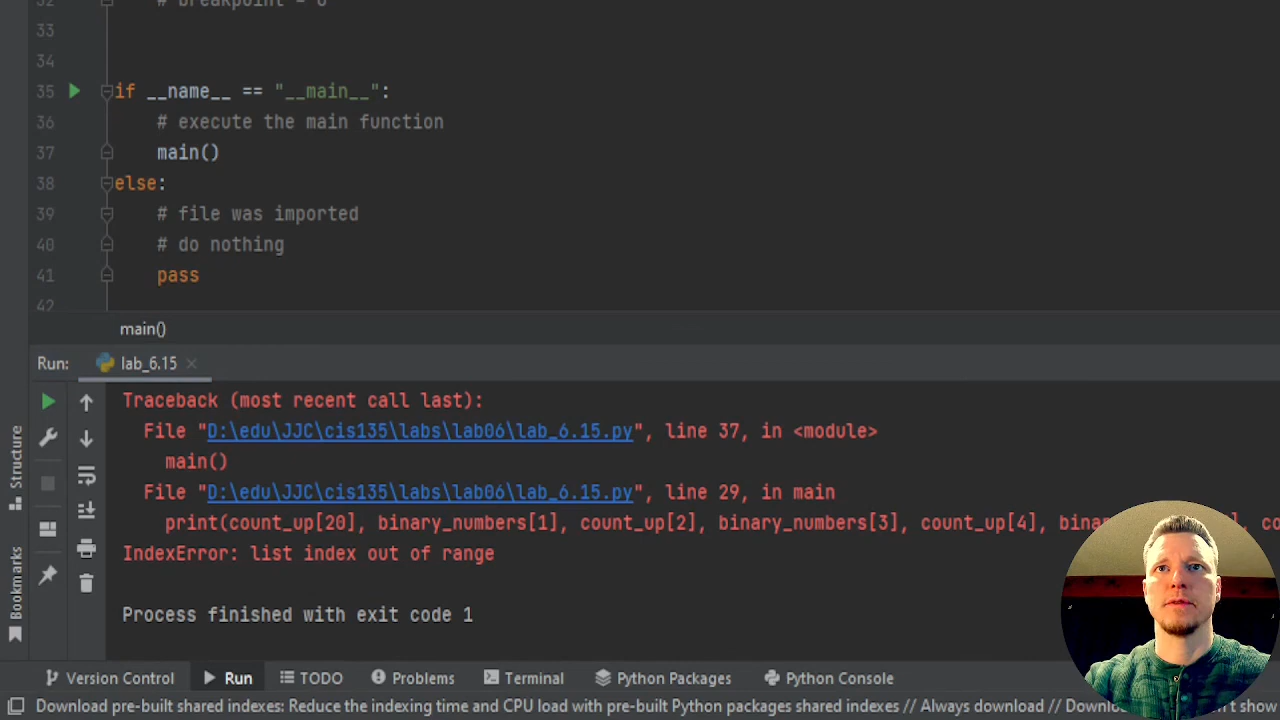 32 # breakpoint = 0
33
34
35 if __name__ == "__main__":
36 # execute the main function
37 main()
38 else:
39 # file was imported
40 # do nothing
41 pass
42
main()
Run: lab_6.15
Traceback (most recent call last):
File "D:\edu\JJC\cis135\labs\lab06\lab_6.15.py", line 37, in <module>
main()
File "D:\edu\JJC\cis135\labs\lab06\lab_6.15.py", line 29, in main
print(count_up[20], binary_numbers[1], count_up[2], binary_numbers[3], count_up[4],
IndexError: list index out of range
Process finished with exit code 1
Structure
Bookmarks
Version Control Run TODO Problems Terminal Python Packages Python Console
Download pre-built shared indexes: Reduce the indexing time and CPU load with pre-built Python packages shared indexes // Always download // show